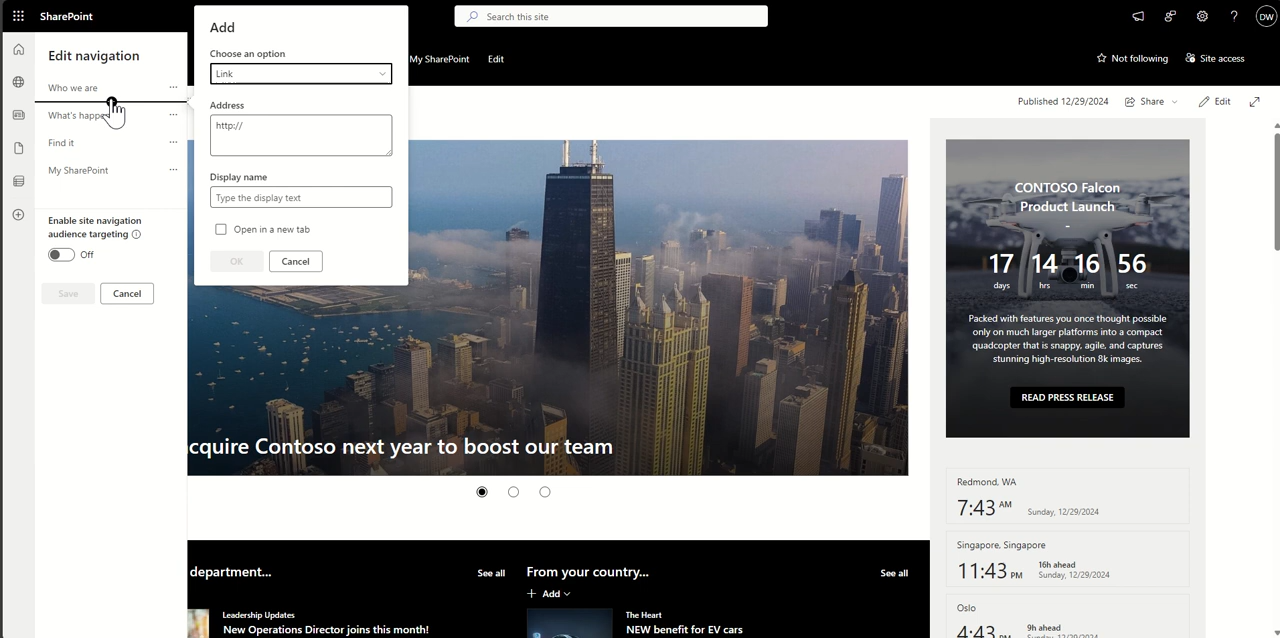 SharePoint
Search this site
DW
Edit navigation
Who we are
What's happe
Find it
My SharePoint
Enable site navigation
audience targeting
Off
Save
Cancel
Add
Choose an option
Link
Address
http://
Display name
Type the display text
Open in a new tab
OK
Cancel
My SharePoint
Edit
Not following
Site access
Published 12/29/2024
Share
Edit
cquire Contoso next year to boost our team
CONTOSO Falcon
Product Launch
-
17 14 16 56
days hrs min sec
Packed with features you once thought possible
only on much larger platforms into a compact
quadcopter that is snappy, agile, and captures
stunning high-resolution 8k images.
READ PRESS RELEASE
Redmond, WA
7:43 AM
Sunday, 12/29/2024
Singapore, Singapore
11:43 PM
16h ahead
Sunday, 12/29/2024
Oslo
4:43 PM
9h ahead
Sunday, 12/29/2024
department...
See all
Leadership Updates
New Operations Director joins this month!
From your country...
See all
Add
The Heart
NEW benefit for EV cars